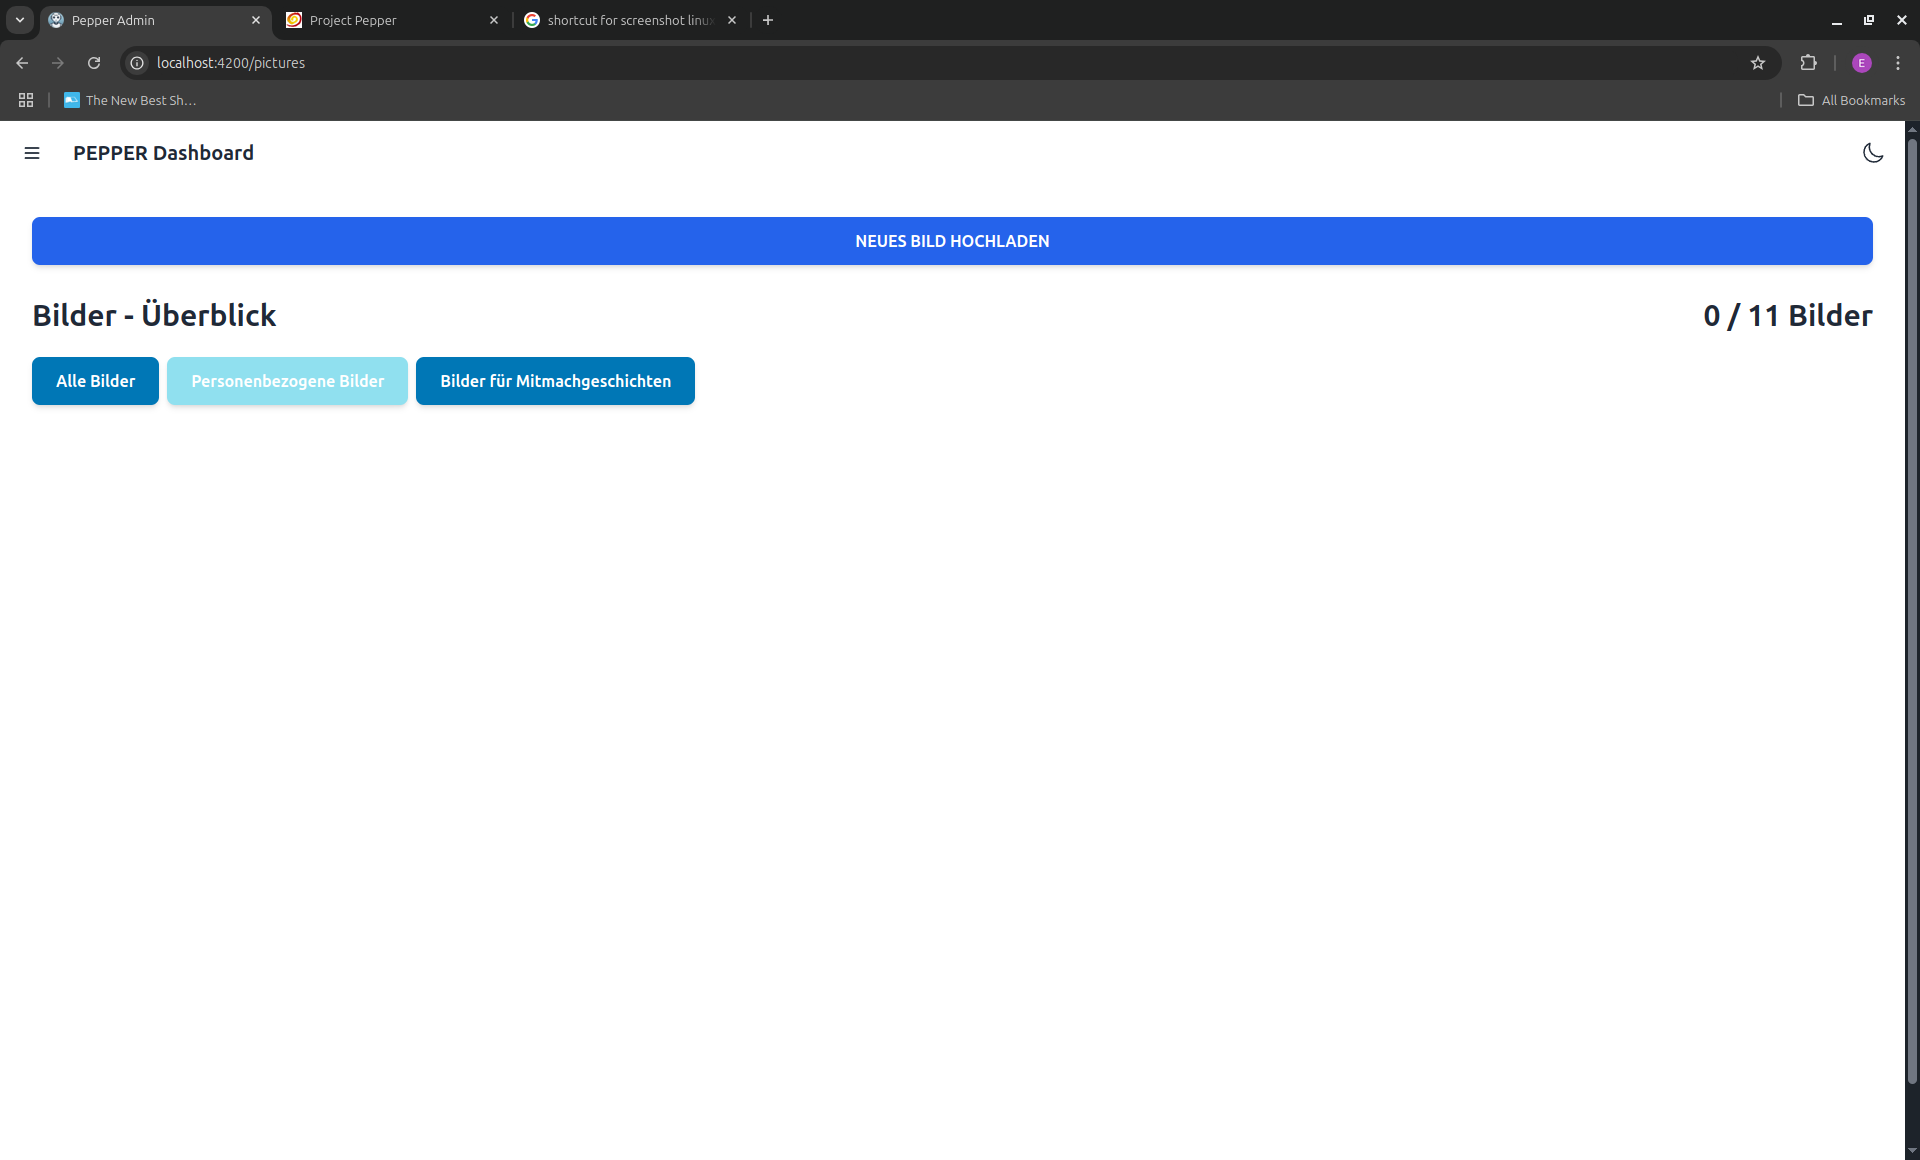 Pepper Admin
Project Pepper
shortcut for screenshot linux
localhost:4200/pictures
E
The New Best Sh...
All Bookmarks
PEPPER Dashboard
NEUES BILD HOCHLADEN
Bilder - Überblick
0 / 11 Bilder
Alle Bilder
Personenbezogene Bilder
Bilder für Mitmachgeschichten